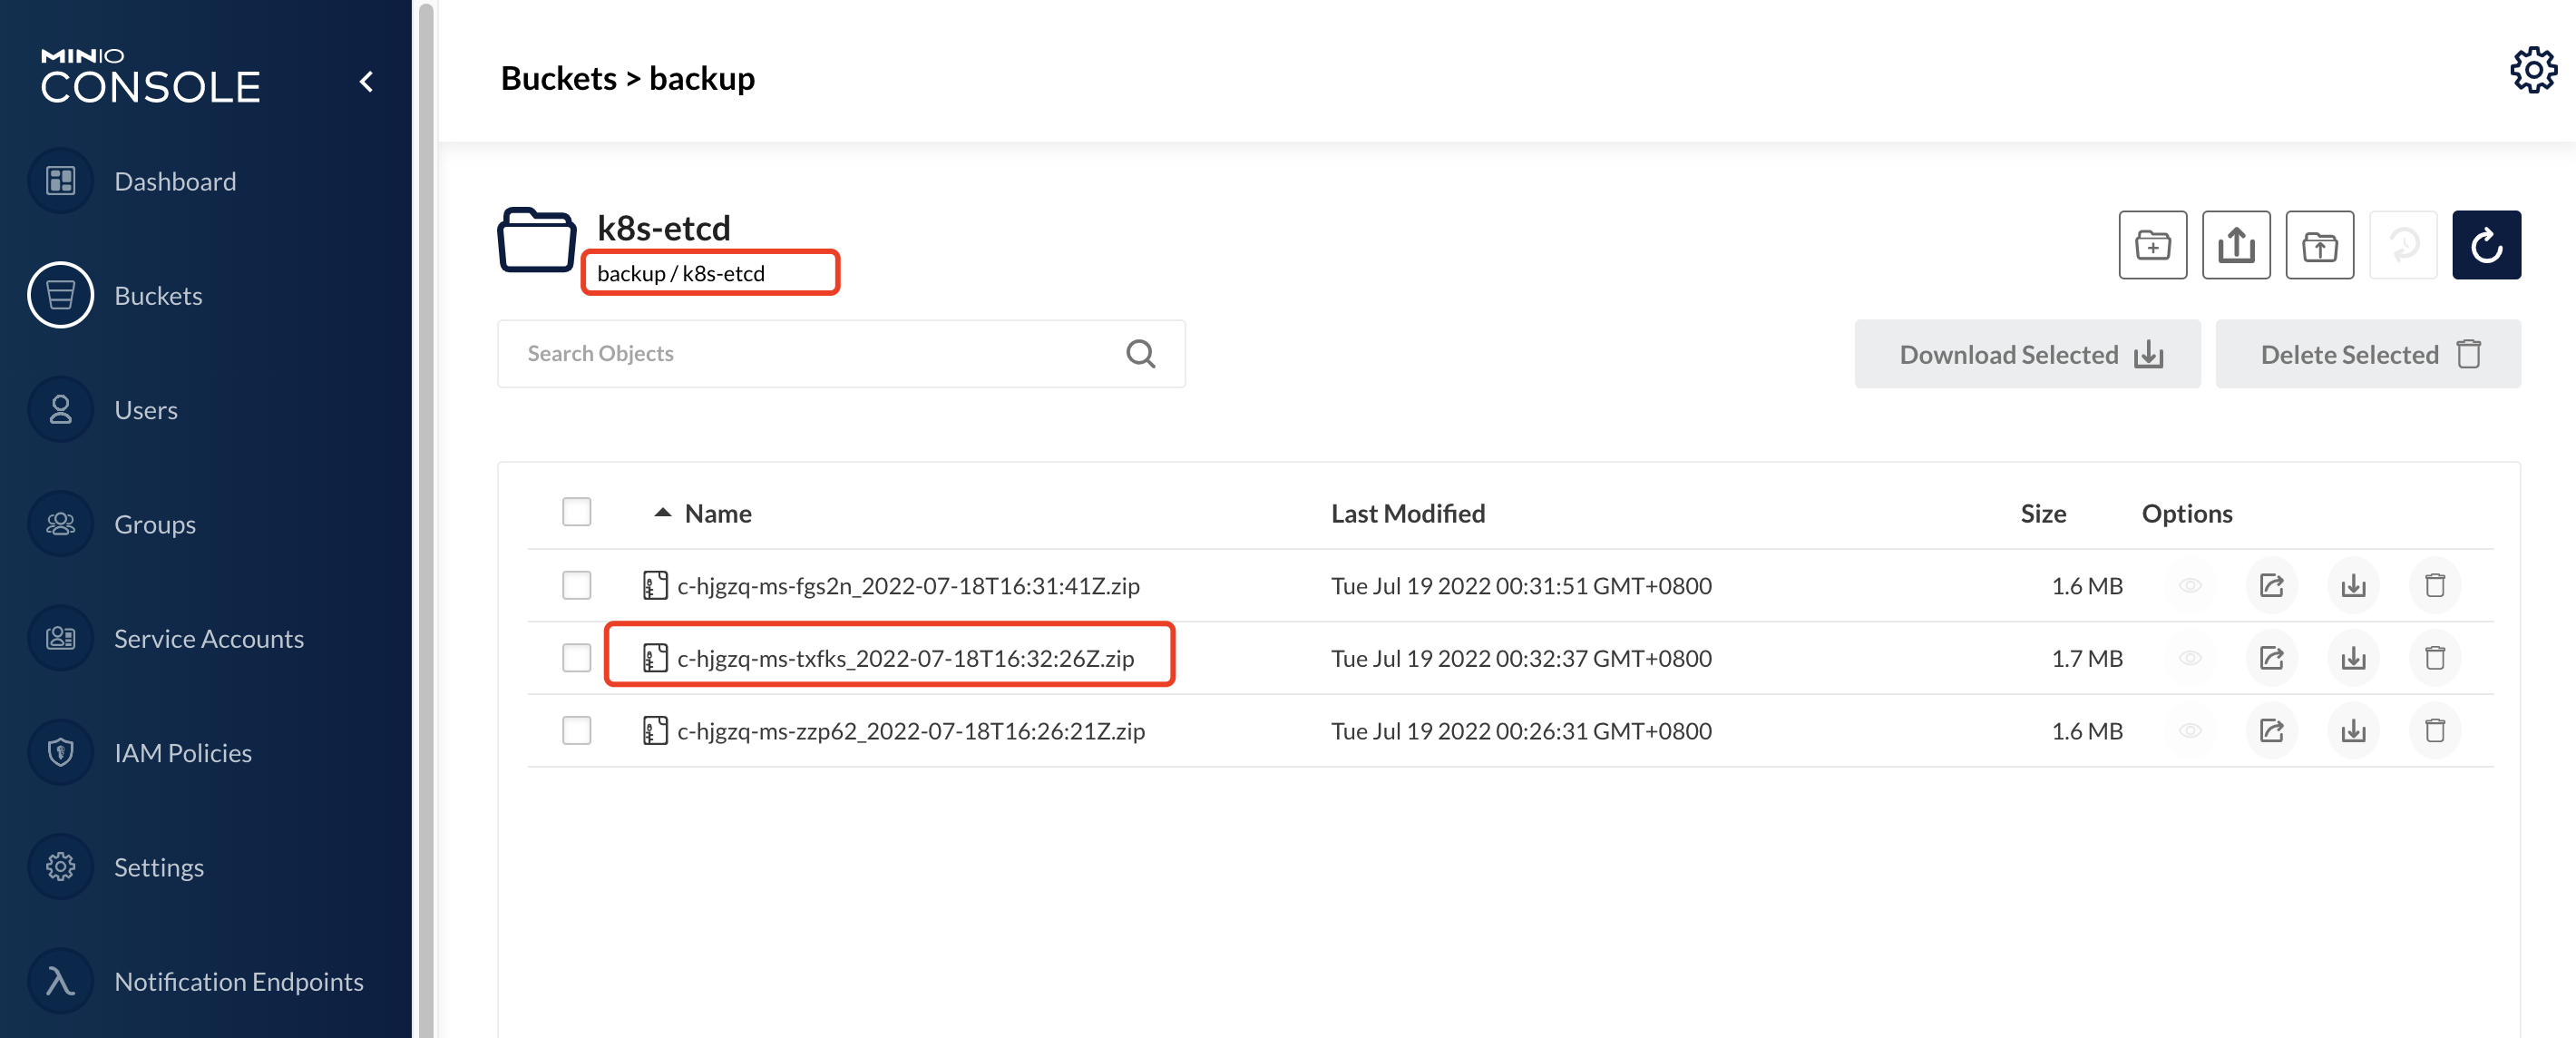 MINIO
CONSOLE
Dashboard
Buckets
Users
Groups
Service Accounts
IAM Policies
Settings
Notification Endpoints
Buckets > backup
k8s-etcd
backup / k8s-etcd
Search Objects
Download Selected
Delete Selected
Name Last Modified Size Options
c-hjgzq-ms-fgs2n_2022-07-18T16:31:41Z.zip Tue Jul 19 2022 00:31:51 GMT+0800 1.6 MB
c-hjgzq-ms-txfks_2022-07-18T16:32:26Z.zip Tue Jul 19 2022 00:32:37 GMT+0800 1.7 MB
c-hjgzq-ms-zzp62_2022-07-18T16:26:21Z.zip Tue Jul 19 2022 00:26:31 GMT+0800 1.6 MB